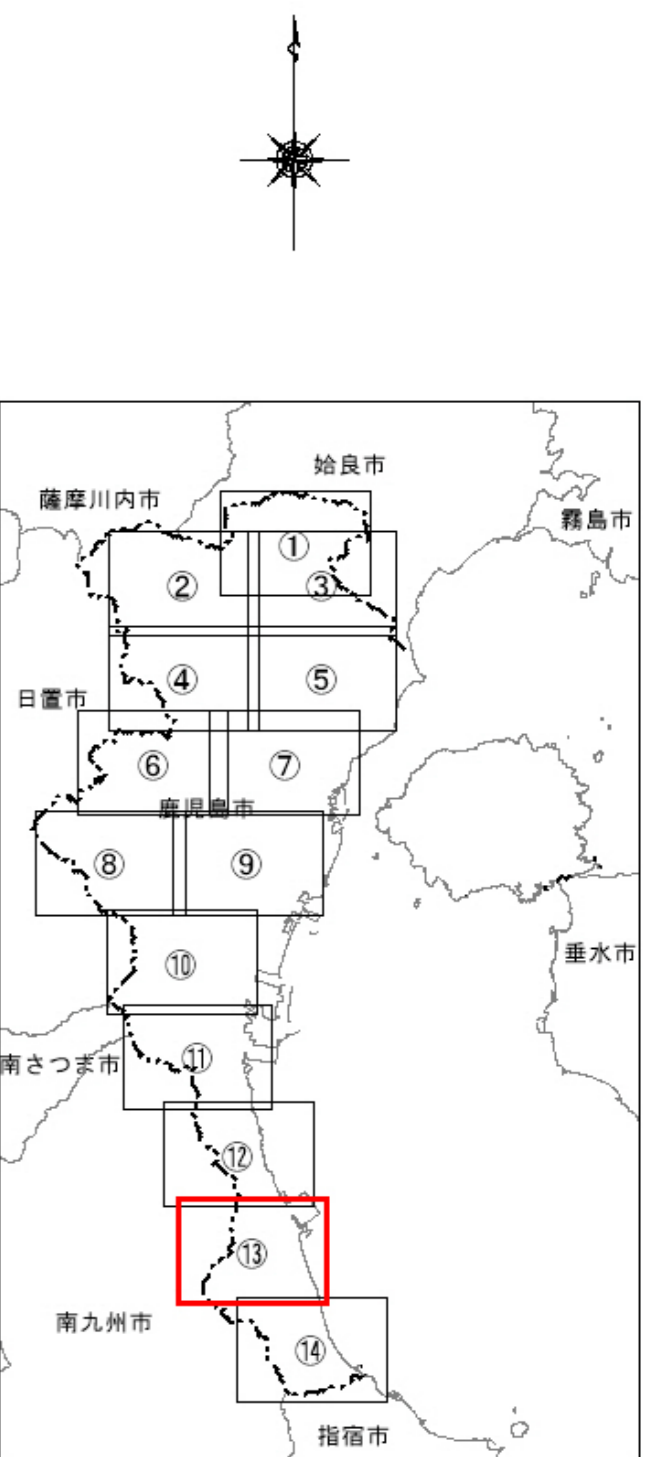 姶良市
薩摩川内市
霧島市
①
②
③
日置市
④
⑤
⑥
⑦
鹿児島市
⑧
⑨
垂水市
⑩
南さつま市
⑪
⑫
⑬
南九州市
⑭
指宿市